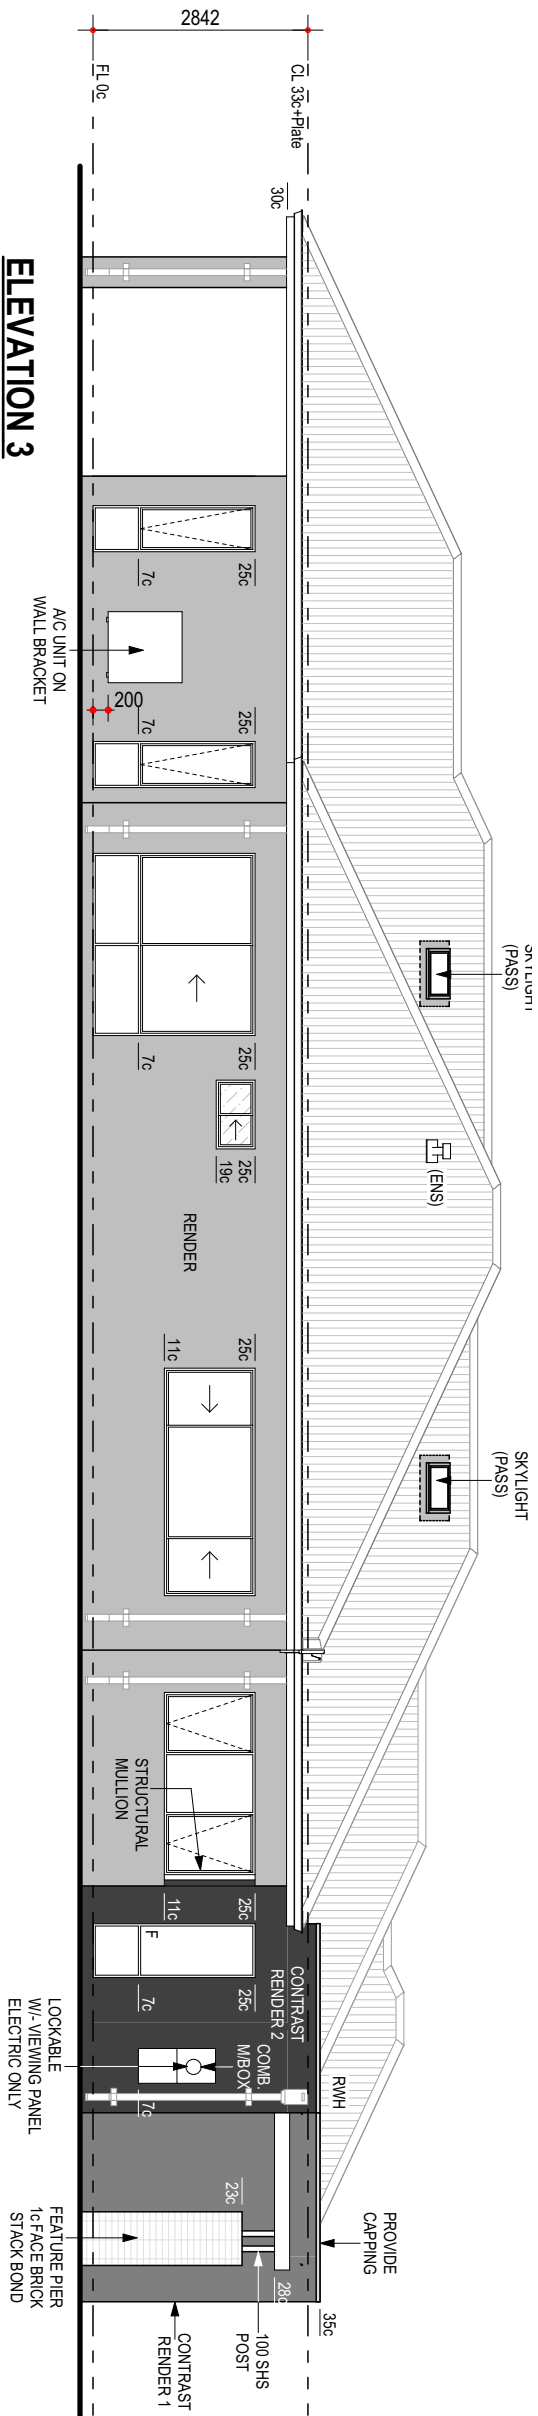 2842
CL 33c+Plate
FL 0c
30c
ELEVATION 3
25c
7c
A/C UNIT ON
WALL BRACKET
200
25c
7c
SKYLIGHT
(PASS)
25c
7c
25c
19c
(ENS)
RENDER
25c
11c
SKYLIGHT
(PASS)
STRUCTURAL
MULLION
25c
11c
F
25c
7c
CONTRAST
RENDER 2
COMB.
M/BOX
LOCKABLE
W/- VIEWING PANEL
ELECTRIC ONLY
7c
RWH
PROVIDE
CAPPING
23c
28c
35c
FEATURE PIER
1c FACE BRICK
STACK BOND
100 SHS
POST
CONTRAST
RENDER 1